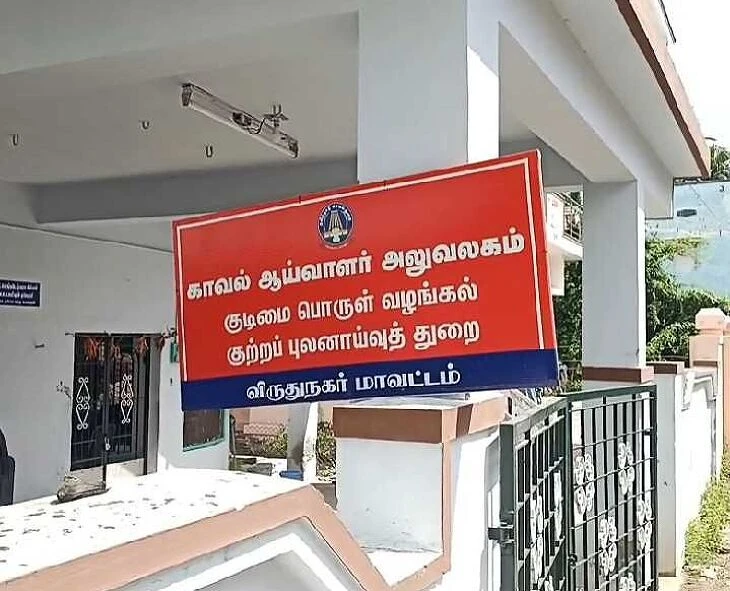 காவல் ஆய்வாளர் அலுவலகம்
குடிமை பொருள் வழங்கல்
குற்றப் புலனாய்வுத் துறை
விருதுநகர் மாவட்டம்